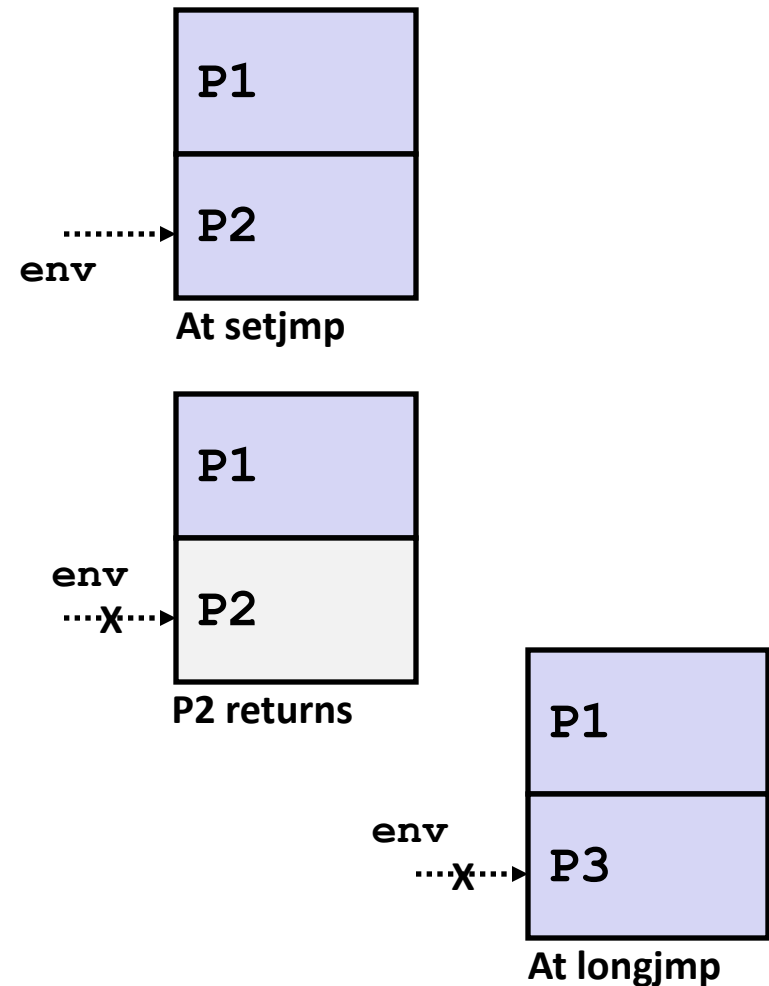 P1
P2
env
At setjmp
P1
env
X
P2
P2 returns
P1
env
X
P3
At longjmp